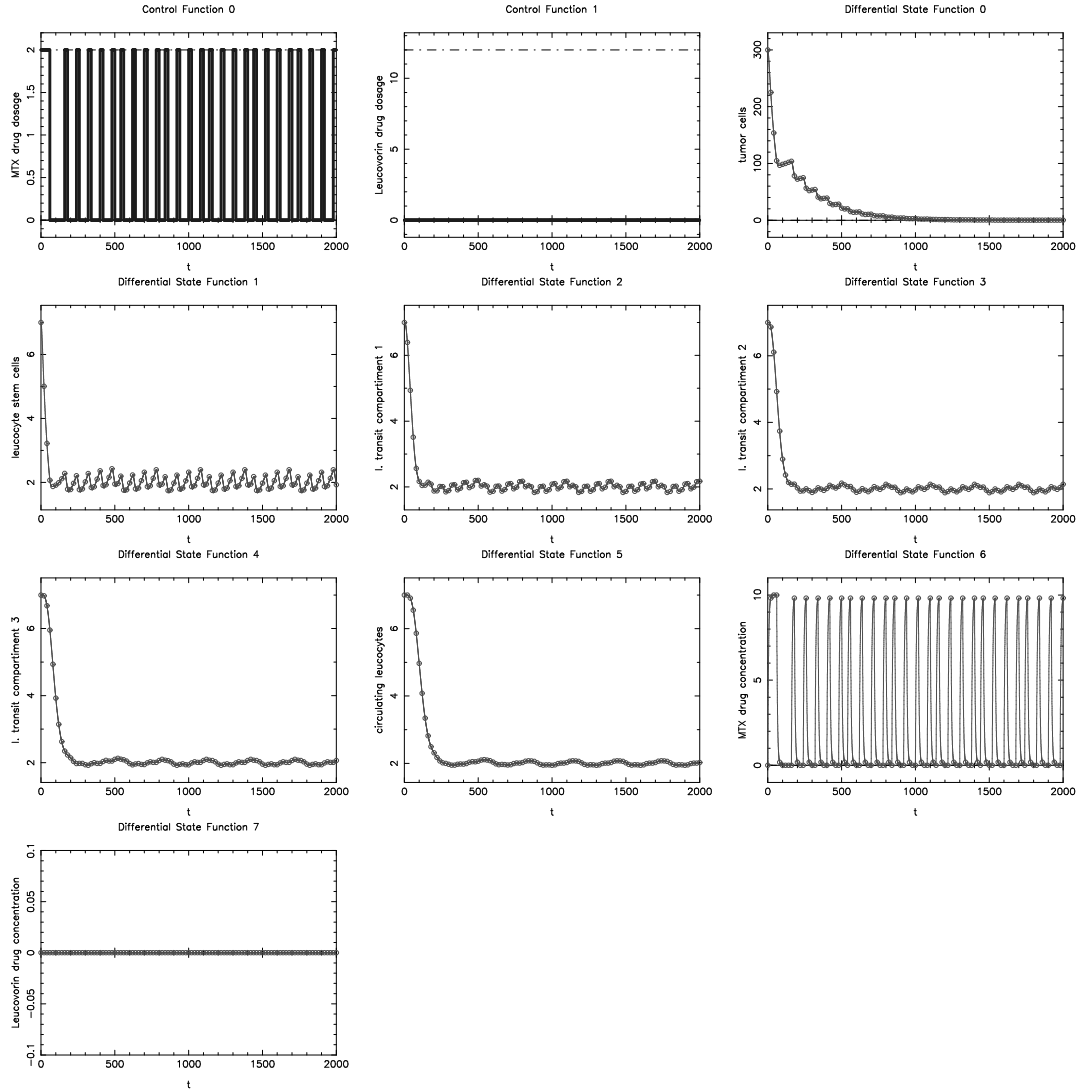 Control Function 0
MTX drug dosage
2
1.5
1
0.5
0
0 500 1000 1500 2000
t
Control Function 1
Leucovorin drug dosage
10
5
0
0 500 1000 1500 2000
t
Differential State Function 0
tumor cells
300
200
100
0
0 500 1000 1500 2000
t
Differential State Function 1
leucocyte stem cells
6
4
2
0 500 1000 1500 2000
t
Differential State Function 2
l. transit compartiment 1
6
4
2
0 500 1000 1500 2000
t
Differential State Function 3
l. transit compartiment 2
6
4
2
0 500 1000 1500 2000
t
Differential State Function 4
l. transit compartiment 3
6
4
2
0 500 1000 1500 2000
t
Differential State Function 5
circulating leucocytes
6
4
2
0 500 1000 1500 2000
t
Differential State Function 6
MTX drug concentration
10
5
0
0 500 1000 1500 2000
t
Differential State Function 7
Leucovorin drug concentration
0.1
0.05
0
−0.05
−0.1
0 500 1000 1500 2000
t